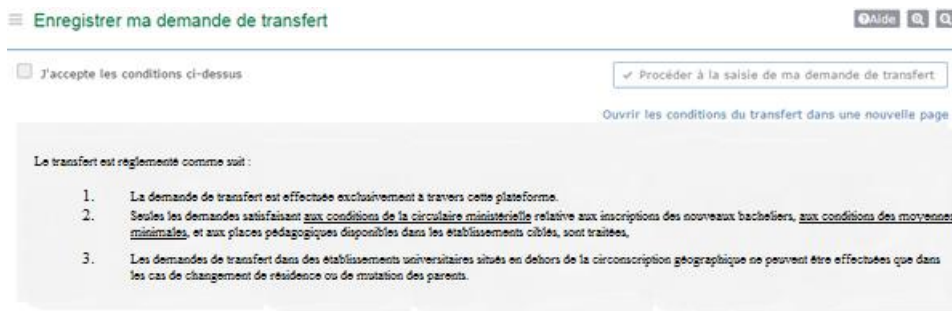 Enregistrer ma demande de transfert
Aide
J'accepte les conditions ci-dessus
Procéder à la saisie de ma demande de transfert
Ouvrir les conditions du transfert dans une nouvelle page
Le transfert est réglementé comme suit :
1. La demande de transfert est effectuée exclusivement à travers cette plateforme.
2. Seules les demandes satisfaisant aux conditions de la circulaire ministérielle relative aux inscriptions des nouveaux bacheliers, aux conditions des moyennes
minimales, et aux places pédagogiques disponibles dans les établissements ciblés, sont traitées,
3. Les demandes de transfert dans des établissements universitaires situés en dehors de la circonscription géographique ne peuvent être effectuées que dans
les cas de changement de résidence ou de mutation des parents.